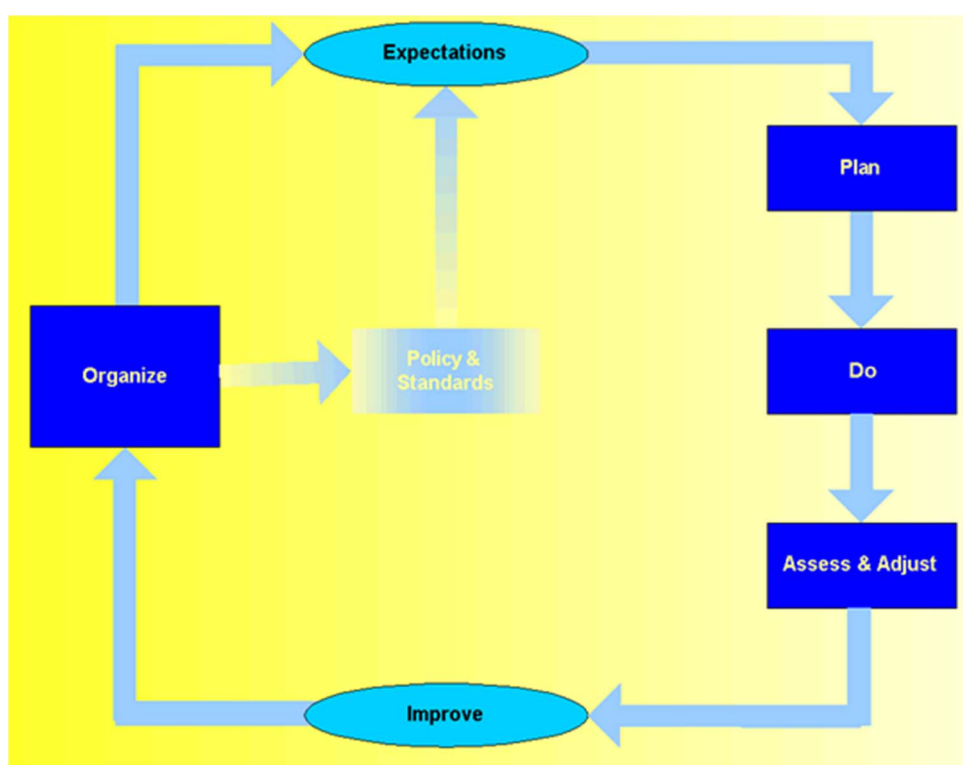 Expectations
Plan
Organize
Policy &
Standards
Do
Assess & Adjust
Improve